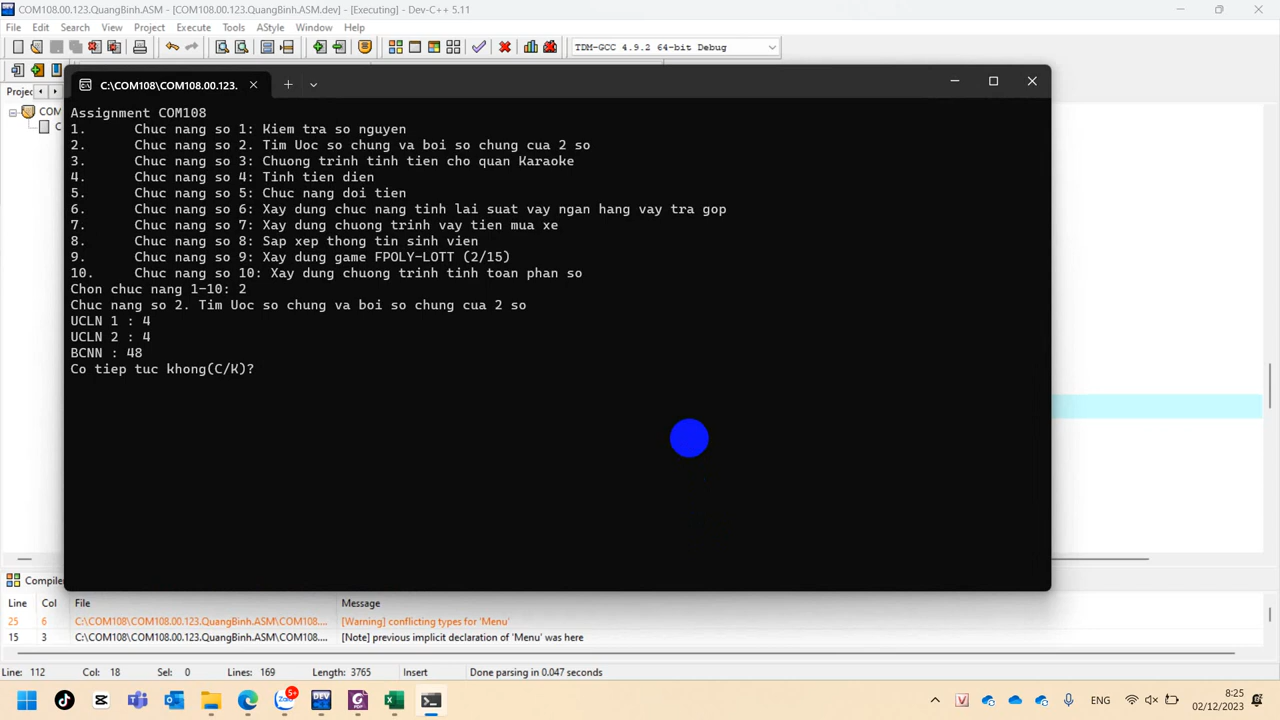 COM108.00.123.QuangBinh.ASM - [COM108.00.123.QuangBinh.ASM.dev] - [Executing] - Dev-C++ 5.11
File Edit Search View Project Execute Tools AStyle Window Help
TDM-GCC 4.9.2 64-bit Debug
C:\COM108\COM108.00.123.
Assignment COM108
1. Chuc nang so 1: Kiem tra so nguyen
2. Chuc nang so 2. Tim Uoc so chung va boi so chung cua 2 so
3. Chuc nang so 3: Chuong trinh tinh tien cho quan Karaoke
4. Chuc nang so 4: Tinh tien dien
5. Chuc nang so 5: Chuc nang doi tien
6. Chuc nang so 6: Xay dung chuc nang tinh lai suat vay ngan hang vay tra gop
7. Chuc nang so 7: Xay dung chuong trinh vay tien mua xe
8. Chuc nang so 8: Sap xep thong tin sinh vien
9. Chuc nang so 9: Xay dung game FPOLY-LOTT (2/15)
10. Chuc nang so 10: Xay dung chuong trinh tinh toan phan so
Chon chuc nang 1-10: 2
Chuc nang so 2. Tim Uoc so chung va boi so chung cua 2 so
UCLN 1 : 4
UCLN 2 : 4
BCNN : 48
Co tiep tuc khong(C/K)?
Compiler
Line Col File Message
25 6 C:\COM108\COM108.00.123.QuangBinh.ASM\COM108.... [Warning] conflicting types for 'Menu'
15 3 C:\COM108\COM108.00.123.QuangBinh.ASM\COM108.... [Note] previous implicit declaration of 'Menu' was here
Line: 112 Col: 18 Sel: 0 Lines: 169 Length: 3765 Insert Done parsing in 0.047 seconds
5+
ENG
8:25
02/12/2023